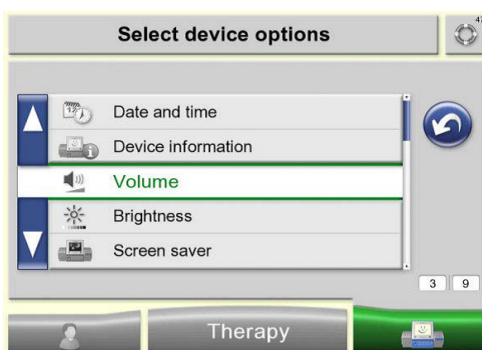 Select device options
Date and time
Device information
Volume
Brightness
Screen saver
3 9
Therapy